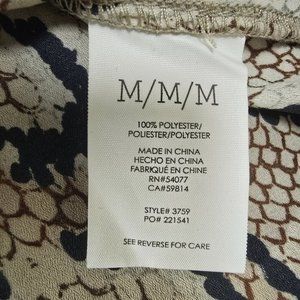 M/M/M
100% POLYESTER/
POLIESTER/POLYESTER
MADE IN CHINA
HECHO EN CHINA
FABRIQUÉ EN CHINE
RN#54077
CA#59814
STYLE# 3759
PO# 221541
SEE REVERSE FOR CARE